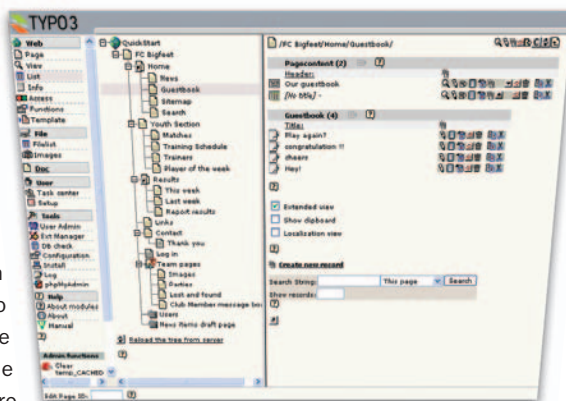 TYPO3
Web
Page
View
List
Info
Access
Functions
Template
File
Filelist
Images
Doc
User
Task center
Setup
Tools
User Admin
Ext Manager
DB check
Configuration
Install
Log
phpMyAdmin
Help
About modules
About
Manual
Admin functions
Clear
temp_CACHED
QuickStart
FC Bigfeet
Home
News
Guestbook
Sitemap
Search
Youth Section
Matches
Training Schedule
Trainers
Player of the week
Results
This week
Last week
Report results
Links
Contact
Thank you
Log in
Team pages
Images
Parties
Lost and found
Club Member message bo
Users
News items draft page
Reload the tree from server
Edit Page ID:
/FC Bigfeet/Home/Guestbook/
Pagecontent (2)
Header:
Our guestbook
[No title] -
Guestbook (4)
Title:
Play again?
congratulation !!
cheers
Hey!
Extended view
Show clipboard
Localization view
Create new record
Search String: This page Search
Show records: